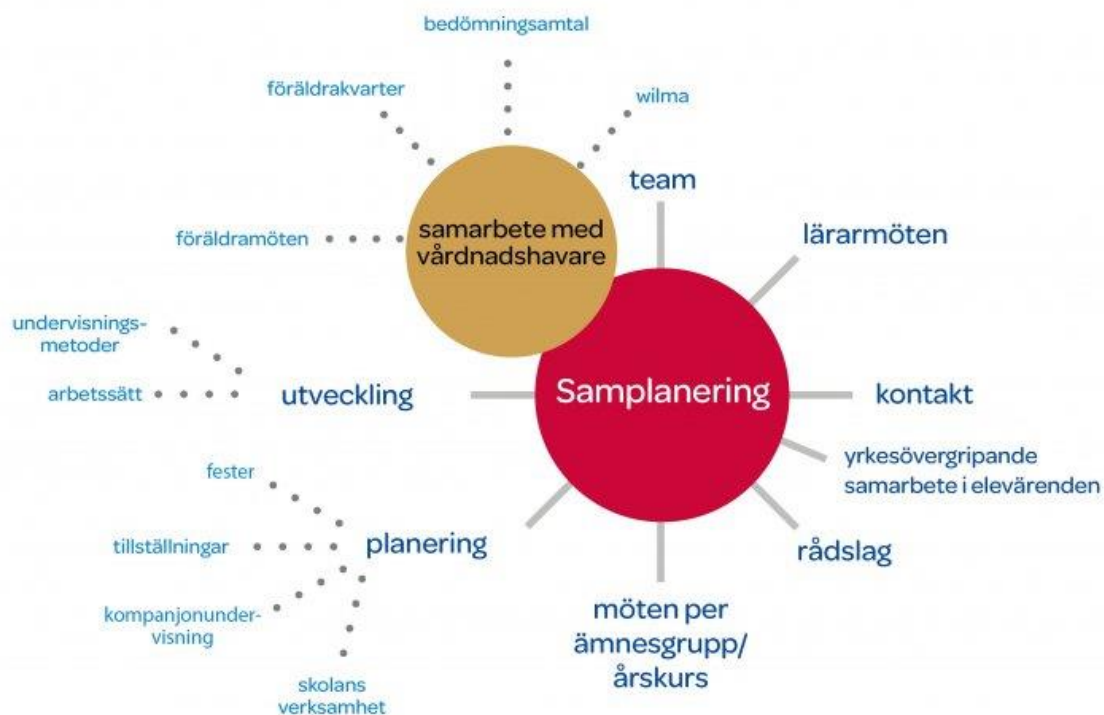 bedömningsamtal
föräldrakvarter
wilma
team
samarbete med
vårdnadshavare
föräldramöten
lärarmöten
undervisnings-
metoder
arbetssätt
utveckling
Samplanering
kontakt
yrkesövergripande
samarbete i elevärenden
fester
tillställningar
planering
rådslag
kompanjonunder-
visning
möten per
ämnesgrupp/
årskurs
skolans
verksamhet